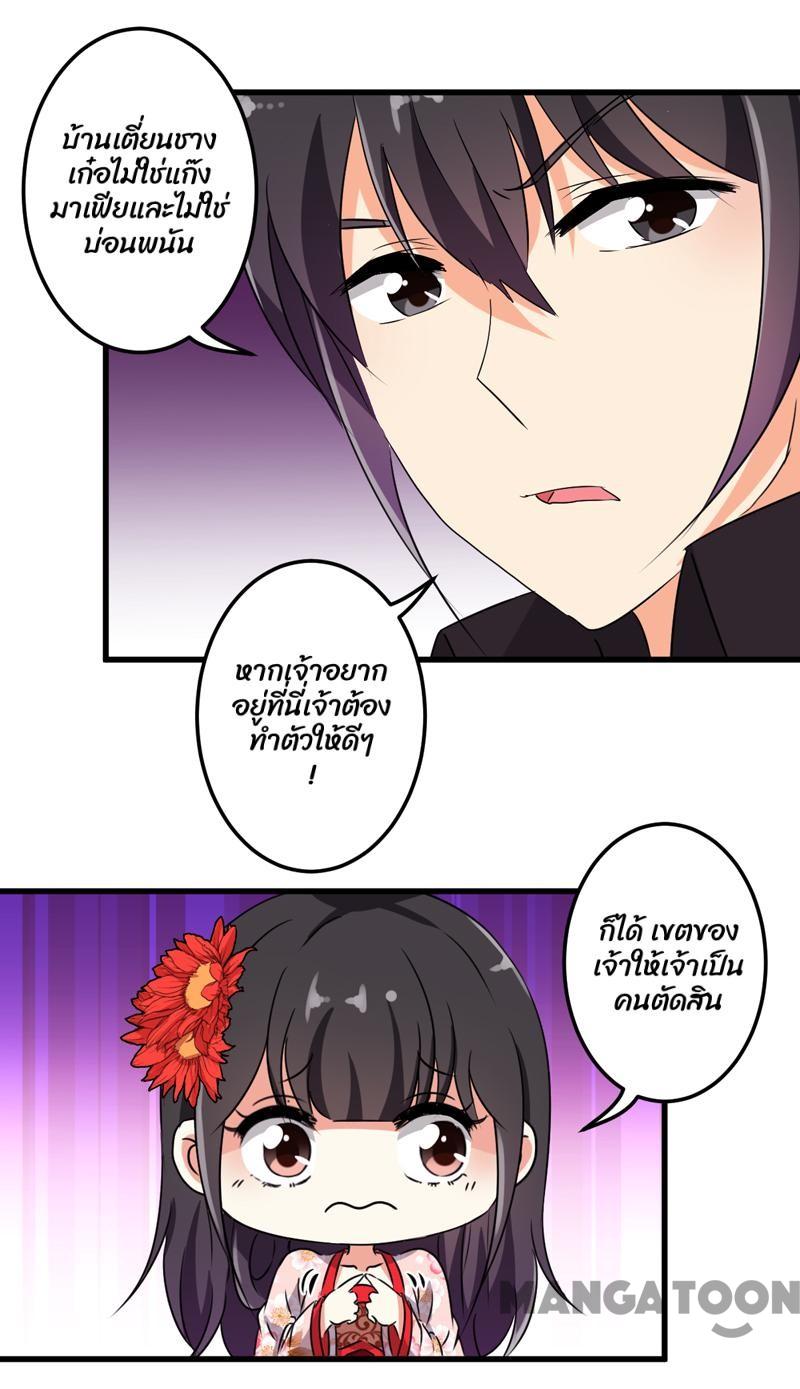 บ้านเตี่ยนชาง
เก๋อไม่ใช่แก๊ง
มาเฟียและไม่ใช่
บ่อนพนัน
หากเจ้าอยาก
อยู่ที่นี่เจ้าต้อง
ทำตัวให้ดีๆ
!
ก็ได้ เขตของ
เจ้าให้เจ้าเป็น
คนตัดสิน
MANGATOON